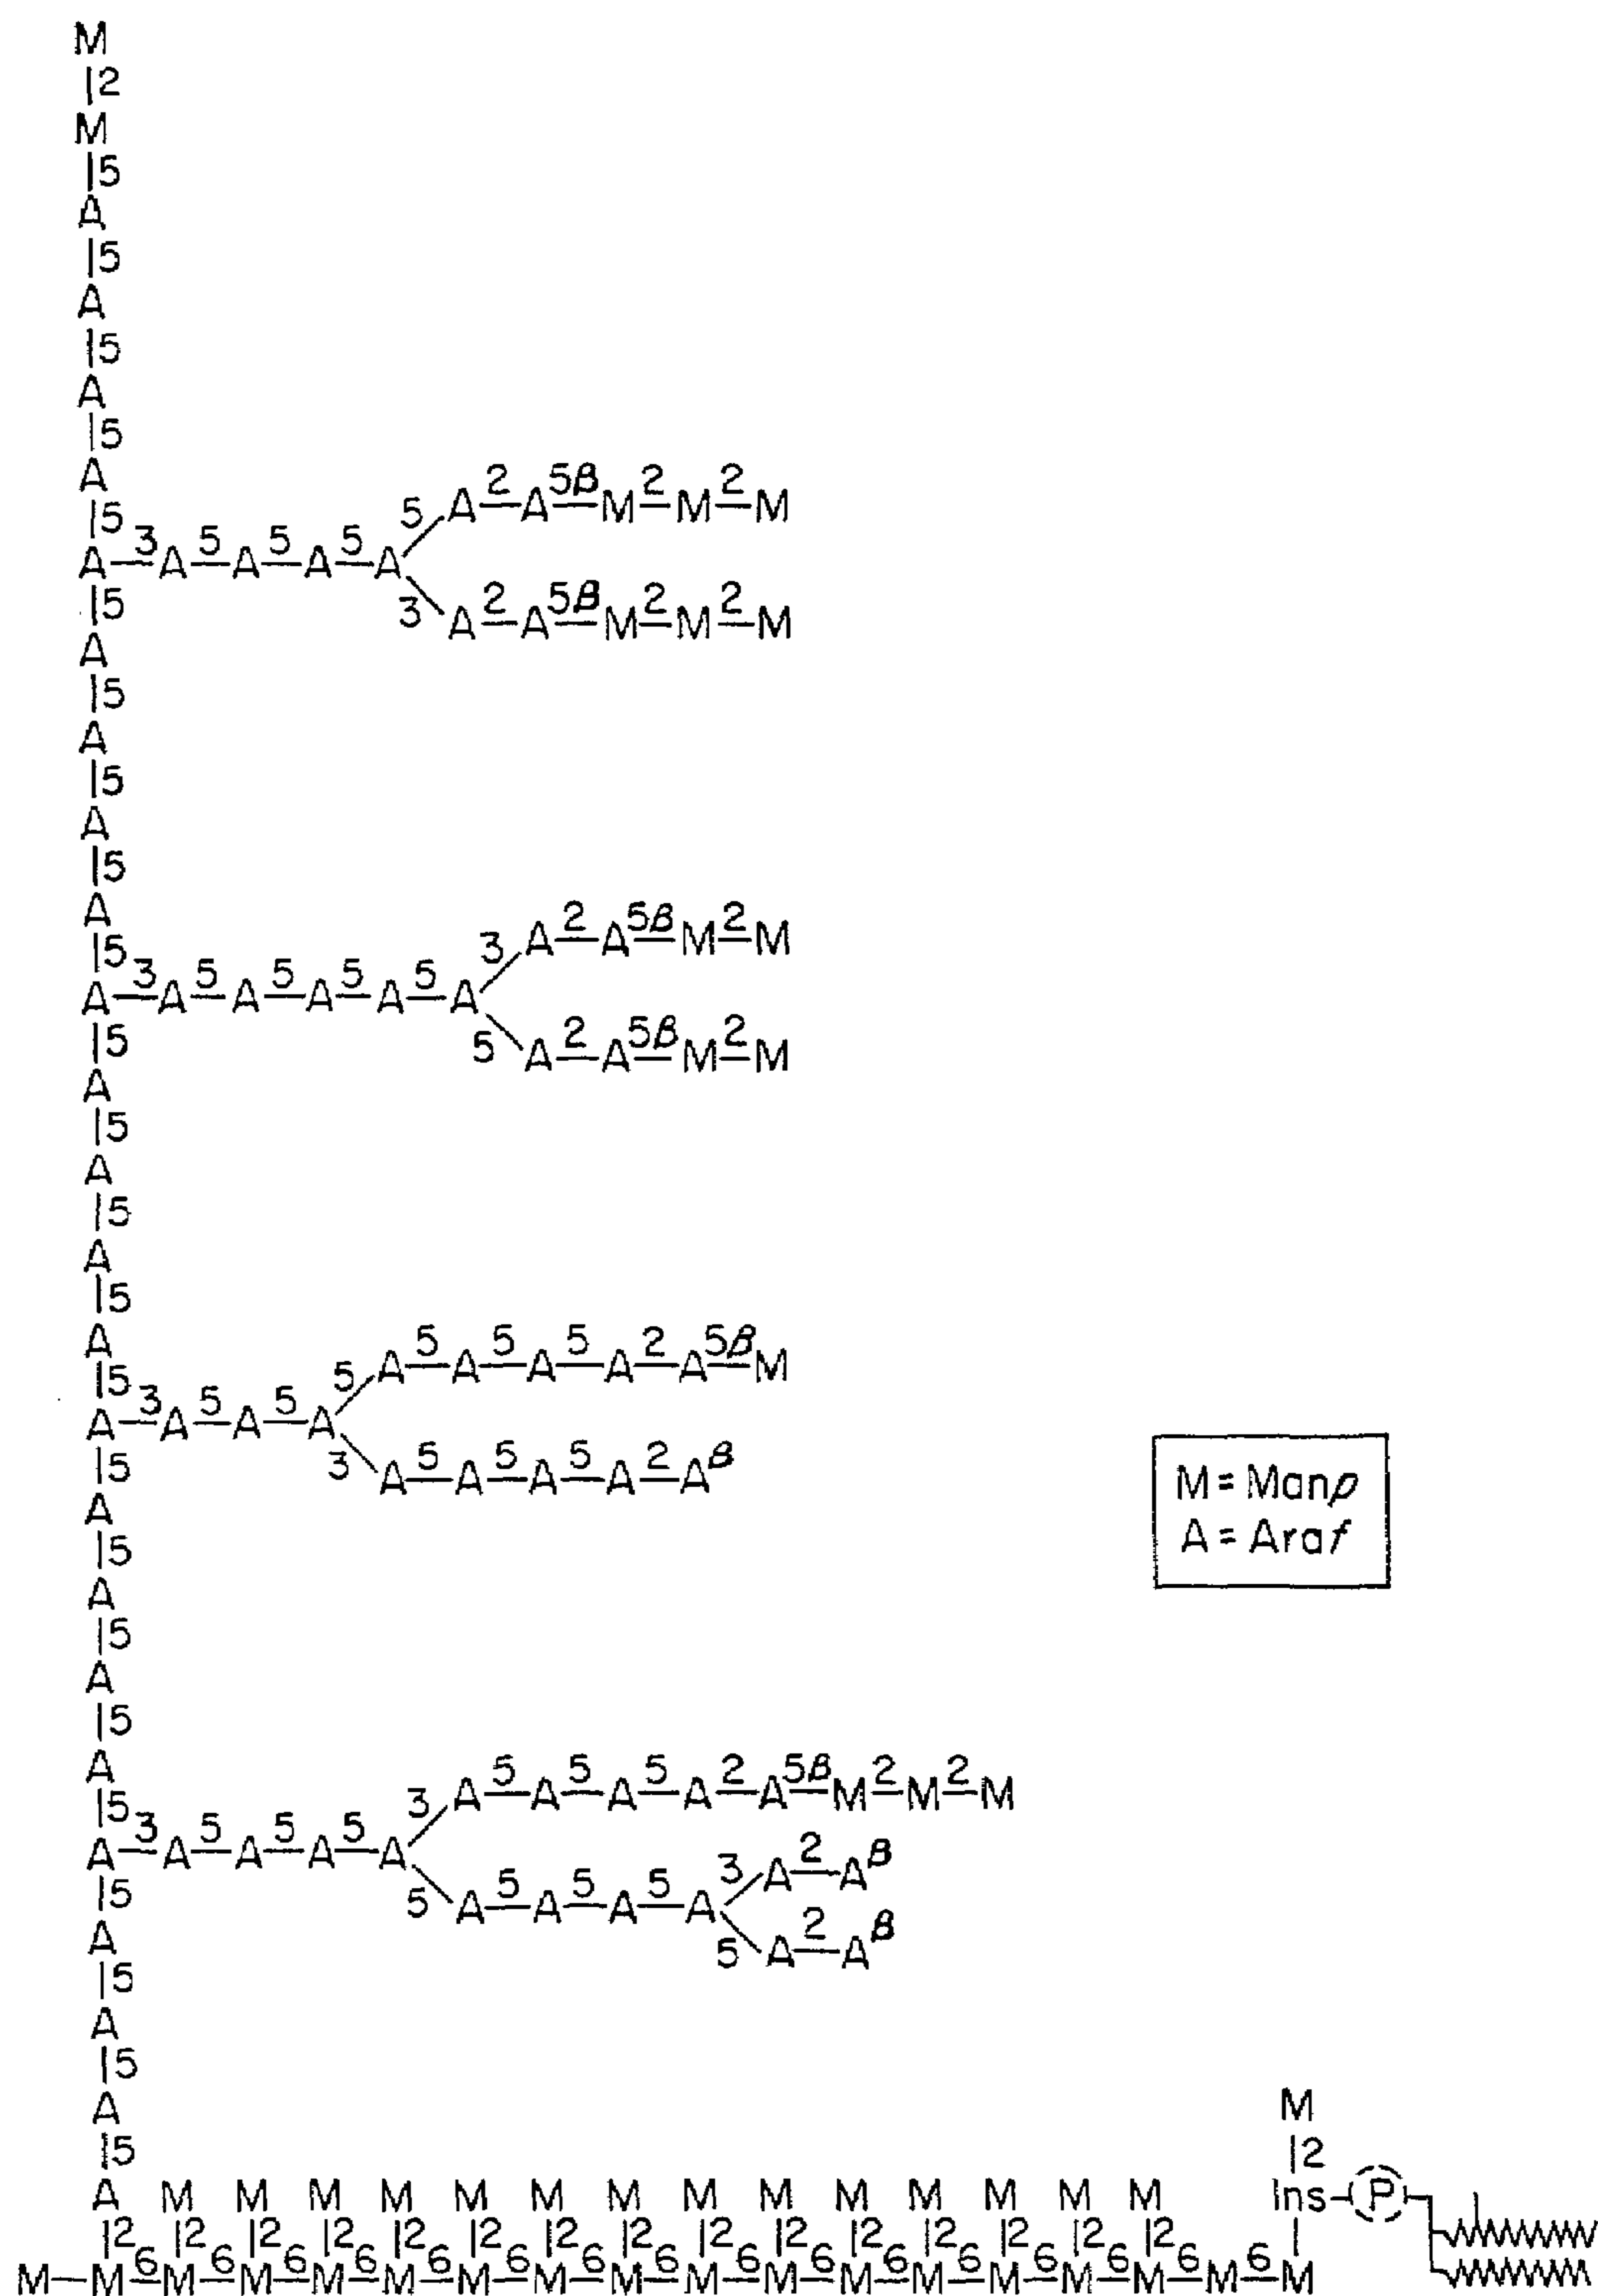 M
2
M
5
A
5
A
5
A
5
A
5
5 A 2 A 5β M 2 M 2 M
A 3 A 5 A 5 A 5 A
5
3 A 2 A 5β M 2 M 2 M
A
5
A
5
A
5
A
5
3 A 2 A 5β M 2 M
A 3 A 5 A 5 A 5 A 5 A
5
5 A 2 A 5β M 2 M
A
5
A
5
A
5
A
5
5 A 5 A 5 A 5 A 2 A 5β M
A 3 A 5 A 5 A
5
3 A 5 A 5 A 5 A 2 A β
A
5
A
5
A
5
A
5
3 A 5 A 5 A 5 A 2 A 5β M 2 M 2 M
A 3 A 5 A 5 A 5 A
5
5 A 5 A 5 A 5 A
3 A 2 A β
5 A 2 A β
A
5
A
5
A
5
A M M M M M M M M M M M M M M
2 2 2 2 2 2 2 2 2 2 2 2 2 2 2
M M 6 M 6 M 6 M 6 M 6 M 6 M 6 M 6 M 6 M 6 M 6 M 6 M 6 M 6 M 6 M 6 M
M
2
Ins P
M = Manp
A = Araf